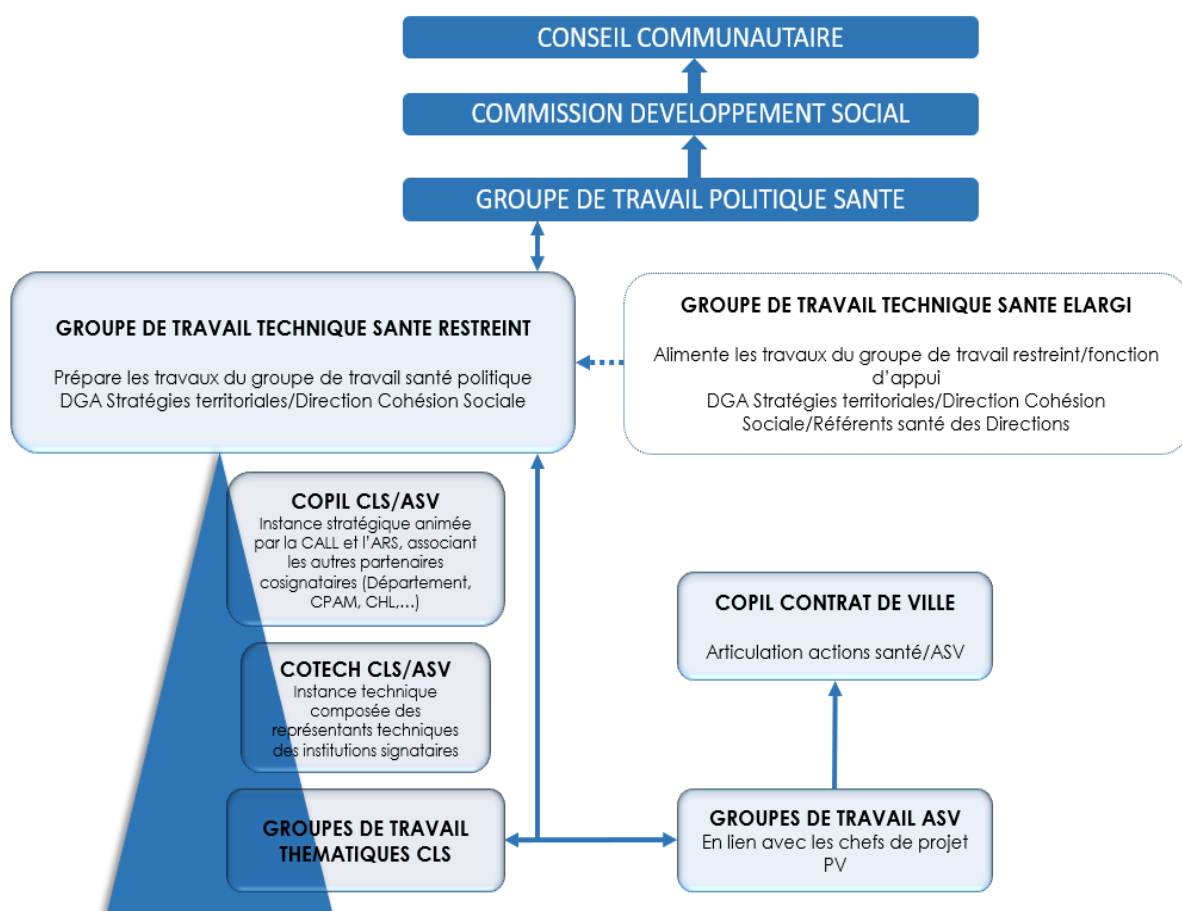 CONSEIL COMMUNAUTAIRE
COMMISSION DEVELOPPEMENT SOCIAL
GROUPE DE TRAVAIL POLITIQUE SANTE
GROUPE DE TRAVAIL TECHNIQUE SANTE RESTREINT
Prépare les travaux du groupe de travail santé politique
DGA Stratégies territoriales/Direction Cohésion Sociale
GROUPE DE TRAVAIL TECHNIQUE SANTE ELARGI
Alimente les travaux du groupe de travail restreint/fonction
d’appui
DGA Stratégies territoriales/Direction Cohésion
Sociale/Référents santé des Directions
COPIL CLS/ASV
Instance stratégique animée
par la CALL et l’ARS, associant
les autres partenaires
cosignataires (Département,
CPAM, CHL,…)
COTECH CLS/ASV
Instance technique
composée des
représentants techniques
des institutions signataires
GROUPES DE TRAVAIL
THEMATIQUES CLS
COPIL CONTRAT DE VILLE
Articulation actions santé/ASV
GROUPES DE TRAVAIL ASV
En lien avec les chefs de projet
PV